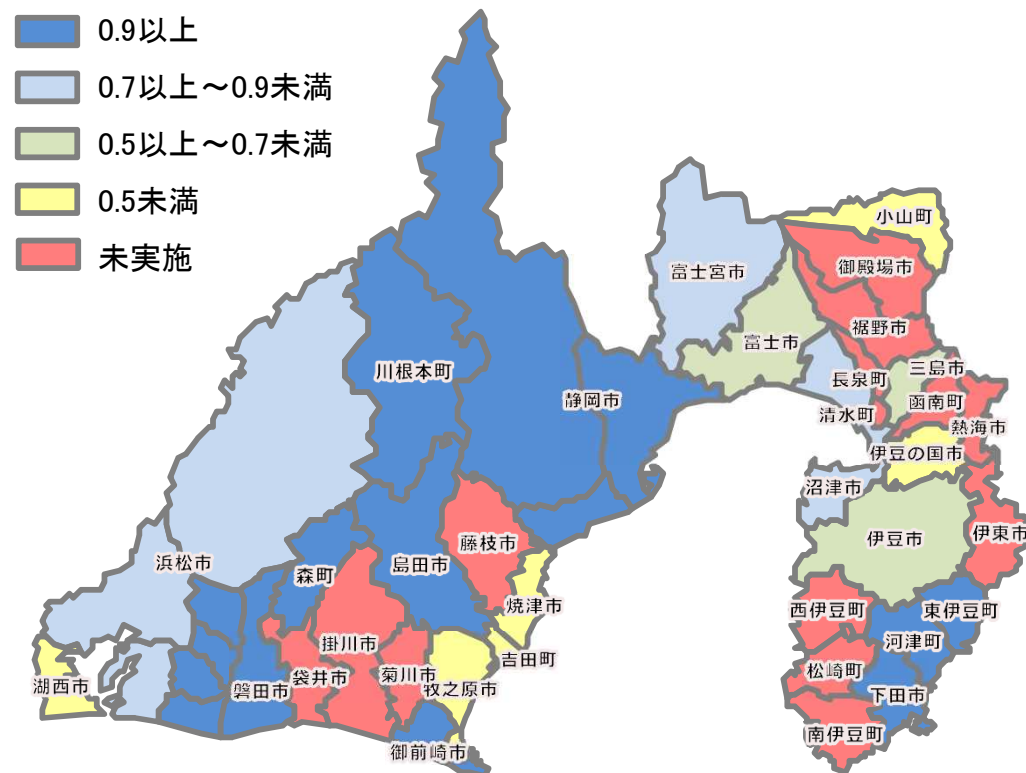 0.9以上
0.7以上～0.9未満
0.5以上～0.7未満
0.5未満
未実施
小山町
御殿場市
富士宮市
裾野市
富士市
三島市
長泉町
川根本町
函南町
静岡市
清水町
熱海市
伊豆の国市
沼津市
伊東市
伊豆市
藤枝市
浜松市
島田市
森町
焼津市
西伊豆町
東伊豆町
掛川市
河津町
吉田町
菊川市
松崎町
袋井市
湖西市
牧之原市
磐田市
下田市
南伊豆町
御前崎市